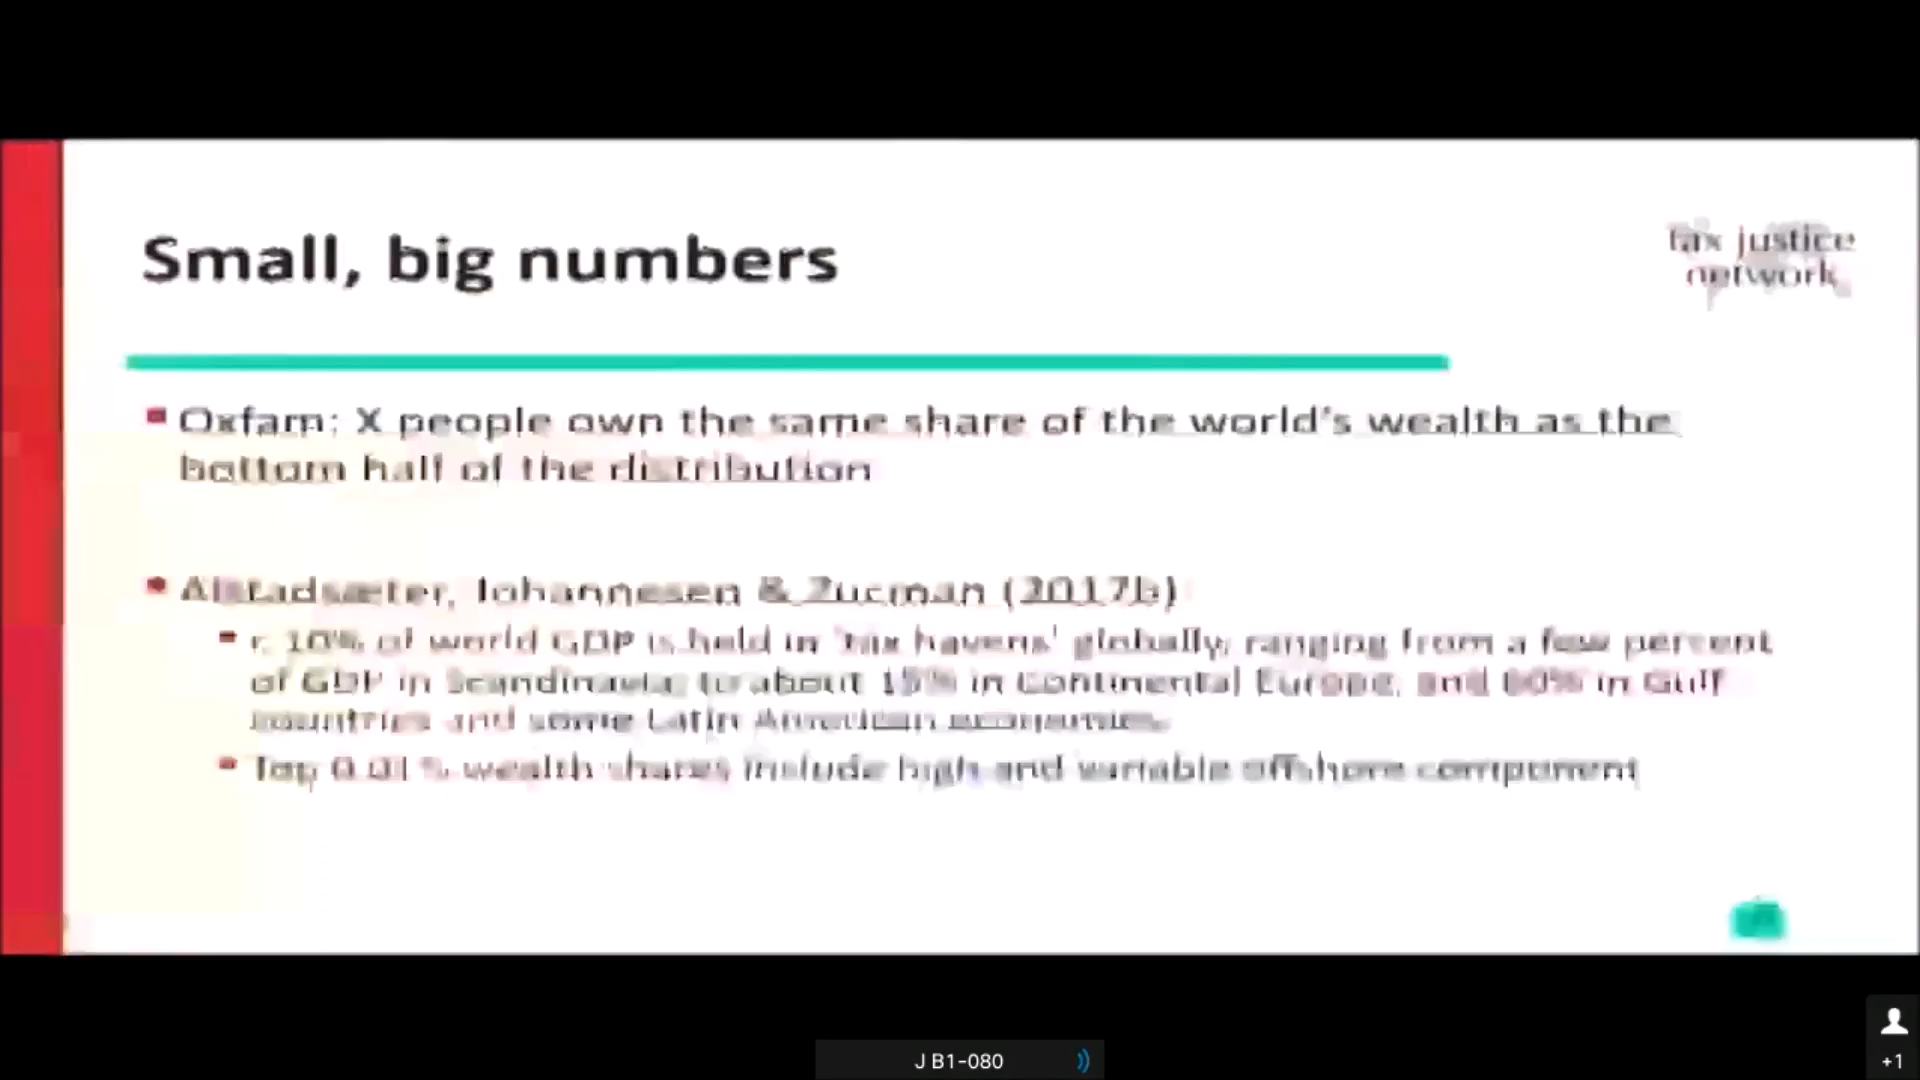 Small, big numbers
tax justice
network
Oxfam: X people own the same share of the world's wealth as the
bottom half of the distribution
Alstadsæter, Johannesen & Zucman (2017b)
c. 10% of world GDP is held in 'tax havens' globally, ranging from a few percent
of GDP in Scandinavia, to about 15% in Continental Europe, and 60% in Gulf
countries and some Latin American economies.
Top 0.01% wealth shares include high and variable offshore component
J B1-080
+1